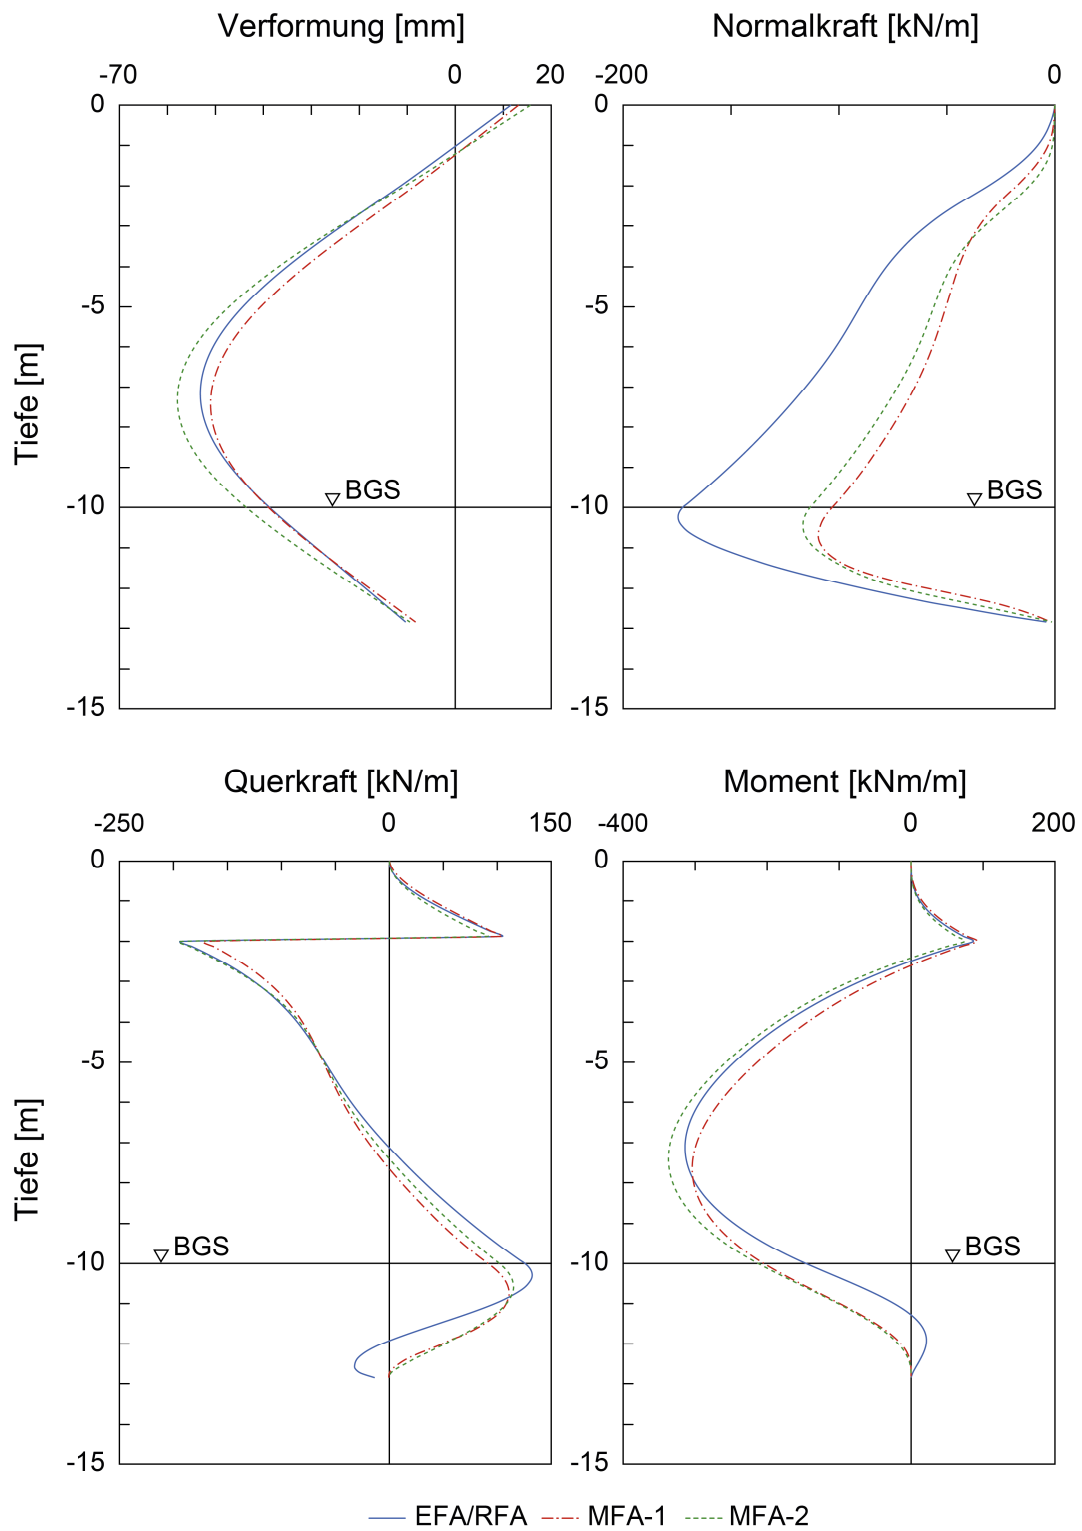 Verformung [mm]
Normalkraft [kN/m]
-70 0 20
-200 0
0
0
-5
-5
Tiefe [m]
BGS
BGS
-10
-10
-15
-15
Querkraft [kN/m]
Moment [kNm/m]
-250 0 150
-400 0 200
0
0
-5
-5
Tiefe [m]
BGS
BGS
-10
-10
-15
-15
EFA/RFA MFA-1 MFA-2